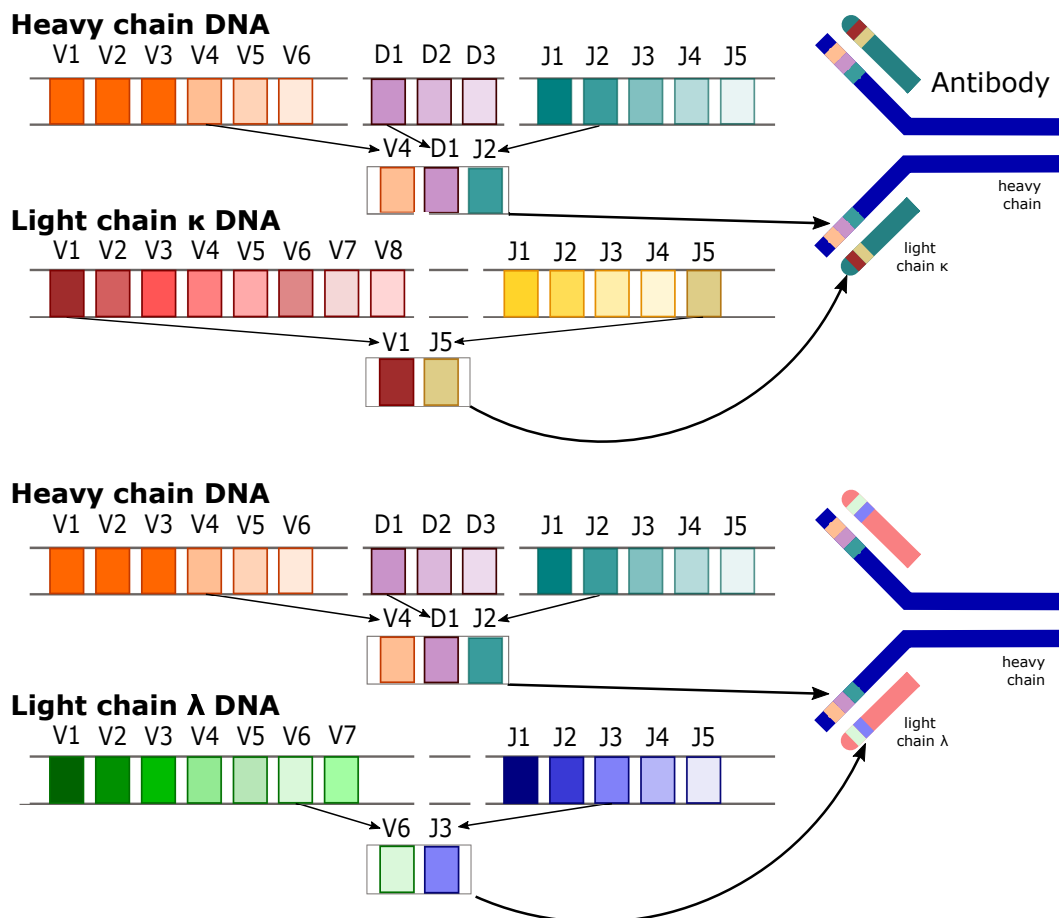 Heavy chain DNA
V1 V2 V3 V4 V5 V6 D1 D2 D3 J1 J2 J3 J4 J5
Antibody
V4 D1 J2
heavy
chain
Light chain κ DNA
V1 V2 V3 V4 V5 V6 V7 V8 J1 J2 J3 J4 J5
light
chain κ
V1 J5
Heavy chain DNA
V1 V2 V3 V4 V5 V6 D1 D2 D3 J1 J2 J3 J4 J5
V4 D1 J2
heavy
chain
Light chain λ DNA
V1 V2 V3 V4 V5 V6 V7 J1 J2 J3 J4 J5
light
chain λ
V6 J3